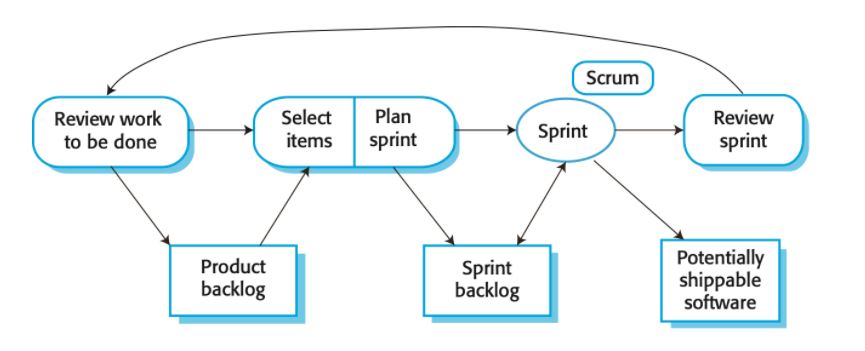 Scrum
Review work
to be done
Select
items
Plan
sprint
Sprint
Review
sprint
Product
backlog
Sprint
backlog
Potentially
shippable
software